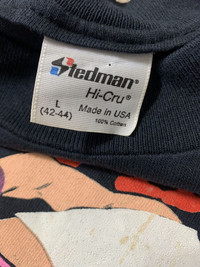 Stedman®
Hi-Cru®
L
(42-44)
Made in USA
100% Cotton